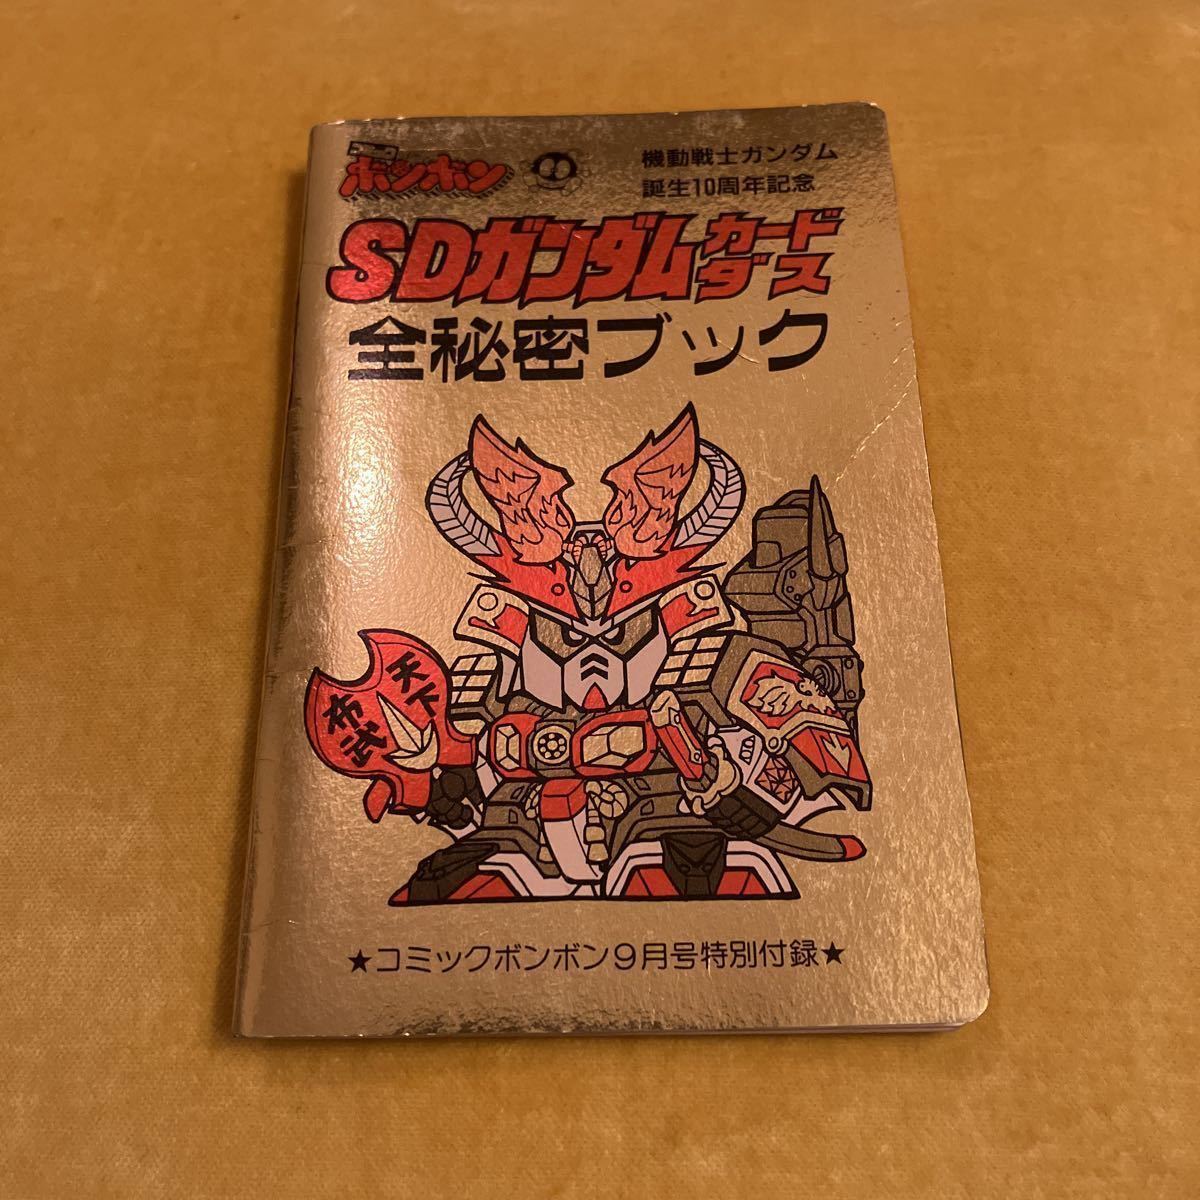 コミック
ボンボン
機動戦士ガンダム
誕生10周年記念
SDガンダムカードダス
全秘密ブック
天下
布武
★コミックボンボン9月号特別付録★